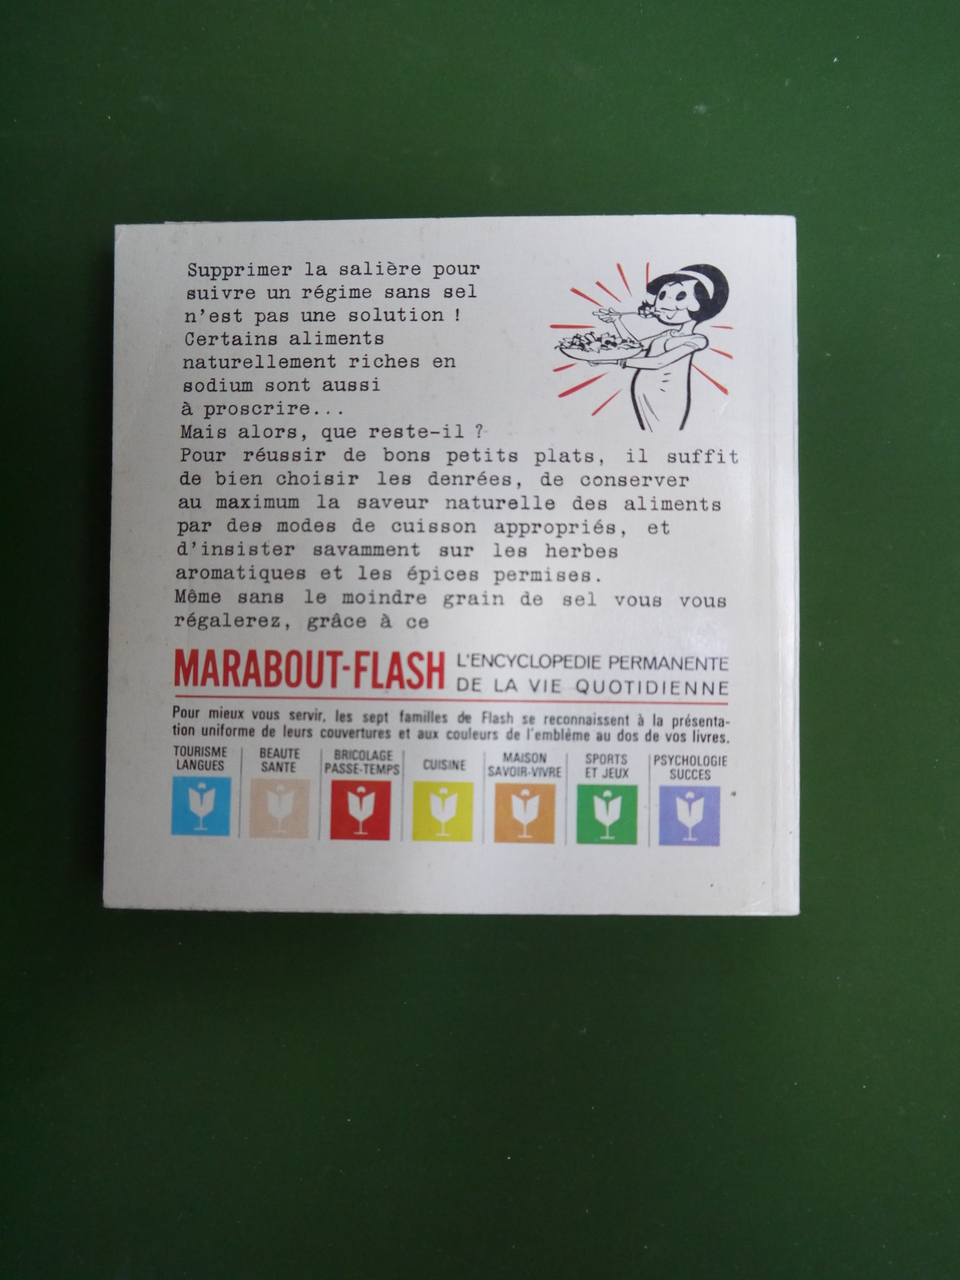 Supprimer la salière pour
suivre un régime sans sel
n'est pas une solution !
Certains aliments
naturellement riches en
sodium sont aussi
à proscrire...
Mais alors, que reste-il ?
Pour réussir de bons petits plats, il suffit
de bien choisir les denrées, de conserver
au maximum la saveur naturelle des aliments
par des modes de cuisson appropriés, et
d'insister savamment sur les herbes
aromatiques et les épices permises.
Même sans le moindre grain de sel vous vous
régalerez, grâce à ce
MARABOUT-FLASH L'ENCYCLOPEDIE PERMANENTE
DE LA VIE QUOTIDIENNE
Pour mieux vous servir, les sept familles de Flash se reconnaissent à la présenta-
tion uniforme de leurs couvertures et aux couleurs de l'emblème au dos de vos livres.
TOURISME
LANGUES
BEAUTE
SANTE
BRICOLAGE
PASSE-TEMPS
CUISINE
MAISON
SAVOIR-VIVRE
SPORTS
ET JEUX
PSYCHOLOGIE
SUCCES